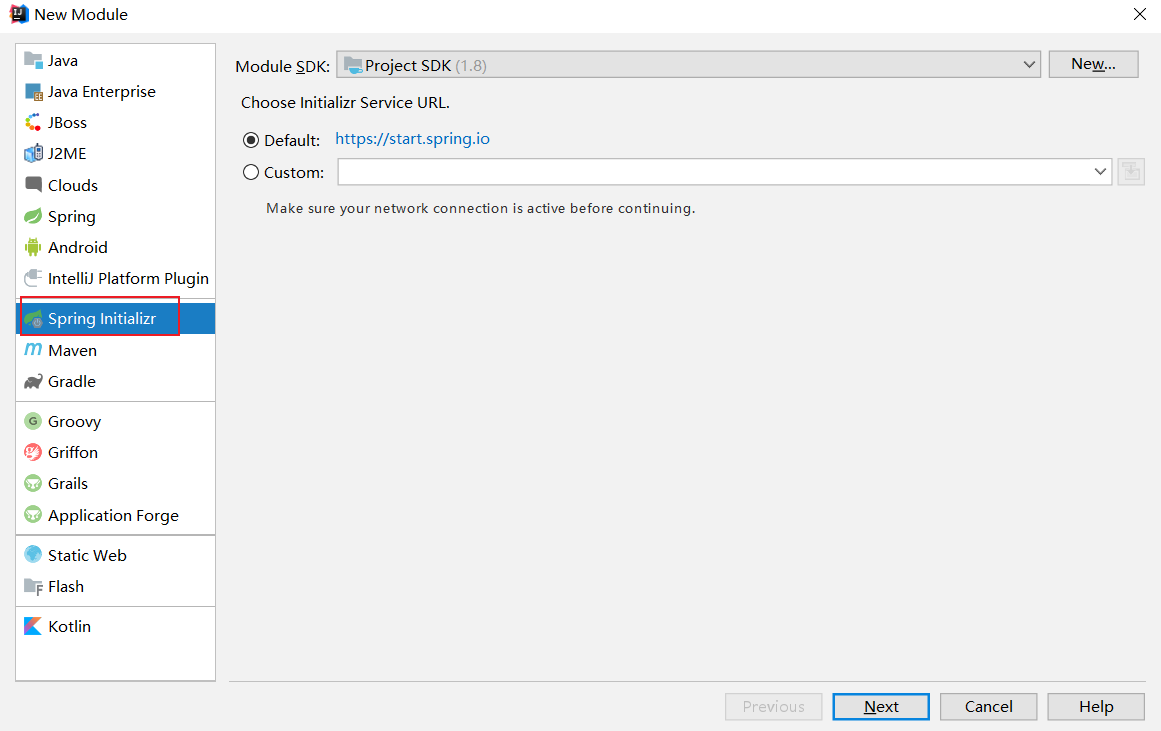 New Module
Java
Java Enterprise
JBoss
J2ME
Clouds
Spring
Android
IntelliJ Platform Plugin
Spring Initializr
Maven
Gradle
Groovy
Griffon
Grails
Application Forge
Static Web
Flash
Kotlin
Module SDK: Project SDK (1.8) New...
Choose Initializr Service URL.
Default: https://start.spring.io
Custom:
Make sure your network connection is active before continuing.
Previous Next Cancel Help